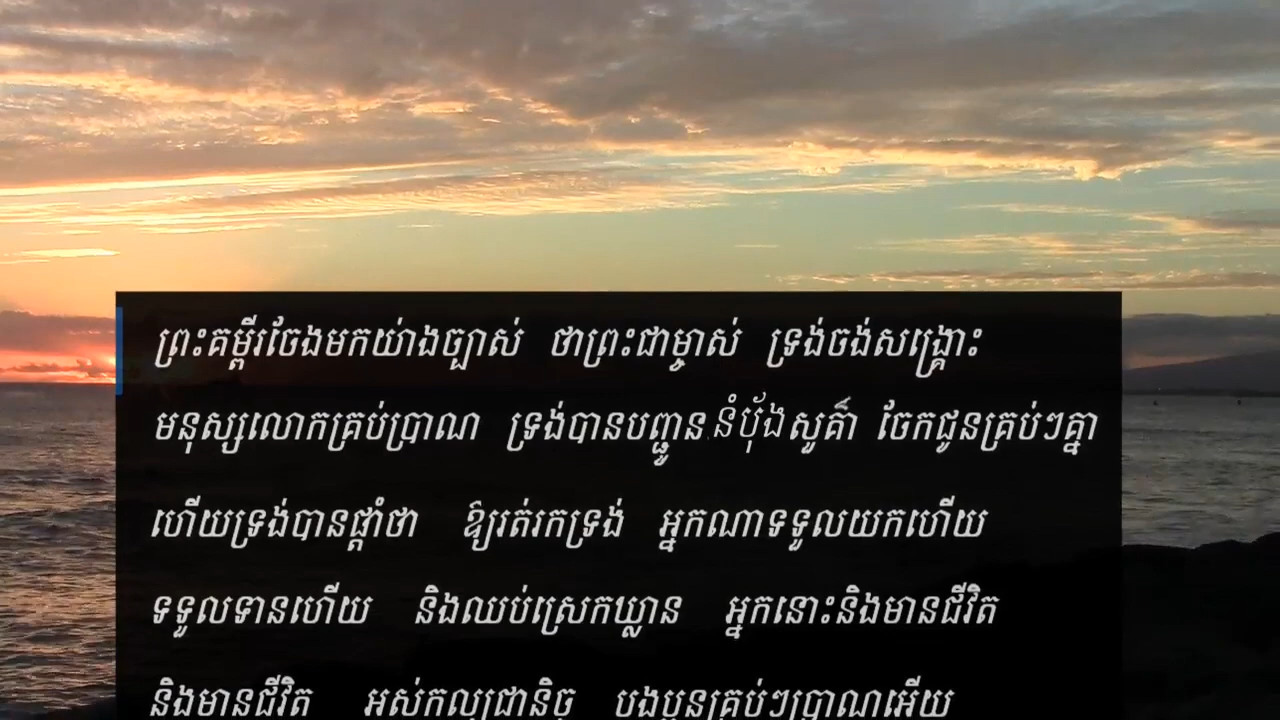 ព្រះគម្ពីរចែងមកយ៉ាងច្បាស់ ថាព្រះជាម្ចាស់ ទ្រង់ចង់សង្គ្រោះ
មនុស្សលោកគ្រប់ប្រាណ ទ្រង់បានបញ្ជូន នំប៉័ងសួគ៌ា ចែកជូនគ្រប់ៗគ្នា
ហើយទ្រង់បានផ្តាំថា ឱ្យរត់រកទ្រង់ អ្នកណាទទួលយកហើយ
ទទួលទានហើយ និងឈប់ស្រេកឃ្លាន អ្នកនោះនិងមានជីវិត
និងមានជីវិត អស់កល្បជានិច្ច បងប្អូនគ្រប់ៗប្រាណអើយ